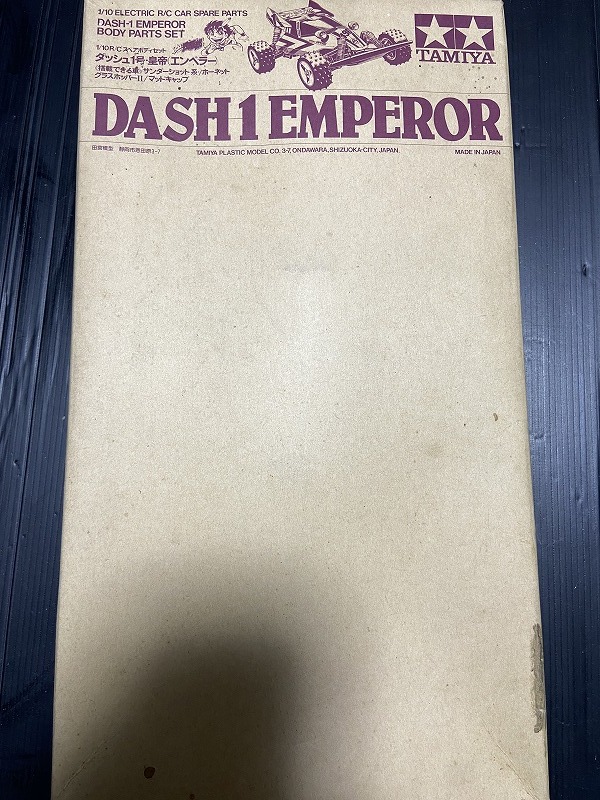 1/10 ELECTRIC R/C CAR SPARE PARTS
DASH-1 EMPEROR
BODY PARTS SET
1/10R/Cスペアボディセット
ダッシュ1号・皇帝(エンペラー)
(搭載できる車)サンダーショット系/ホーネット
グラスホッパーII/マッドキャップ
TAMIYA
DASH 1 EMPEROR
田宮模型 静岡市恩田原3-7
TAMIYA PLASTIC MODEL CO. 3-7, ONDAWARA, SHIZUOKA-CITY, JAPAN.
MADE IN JAPAN